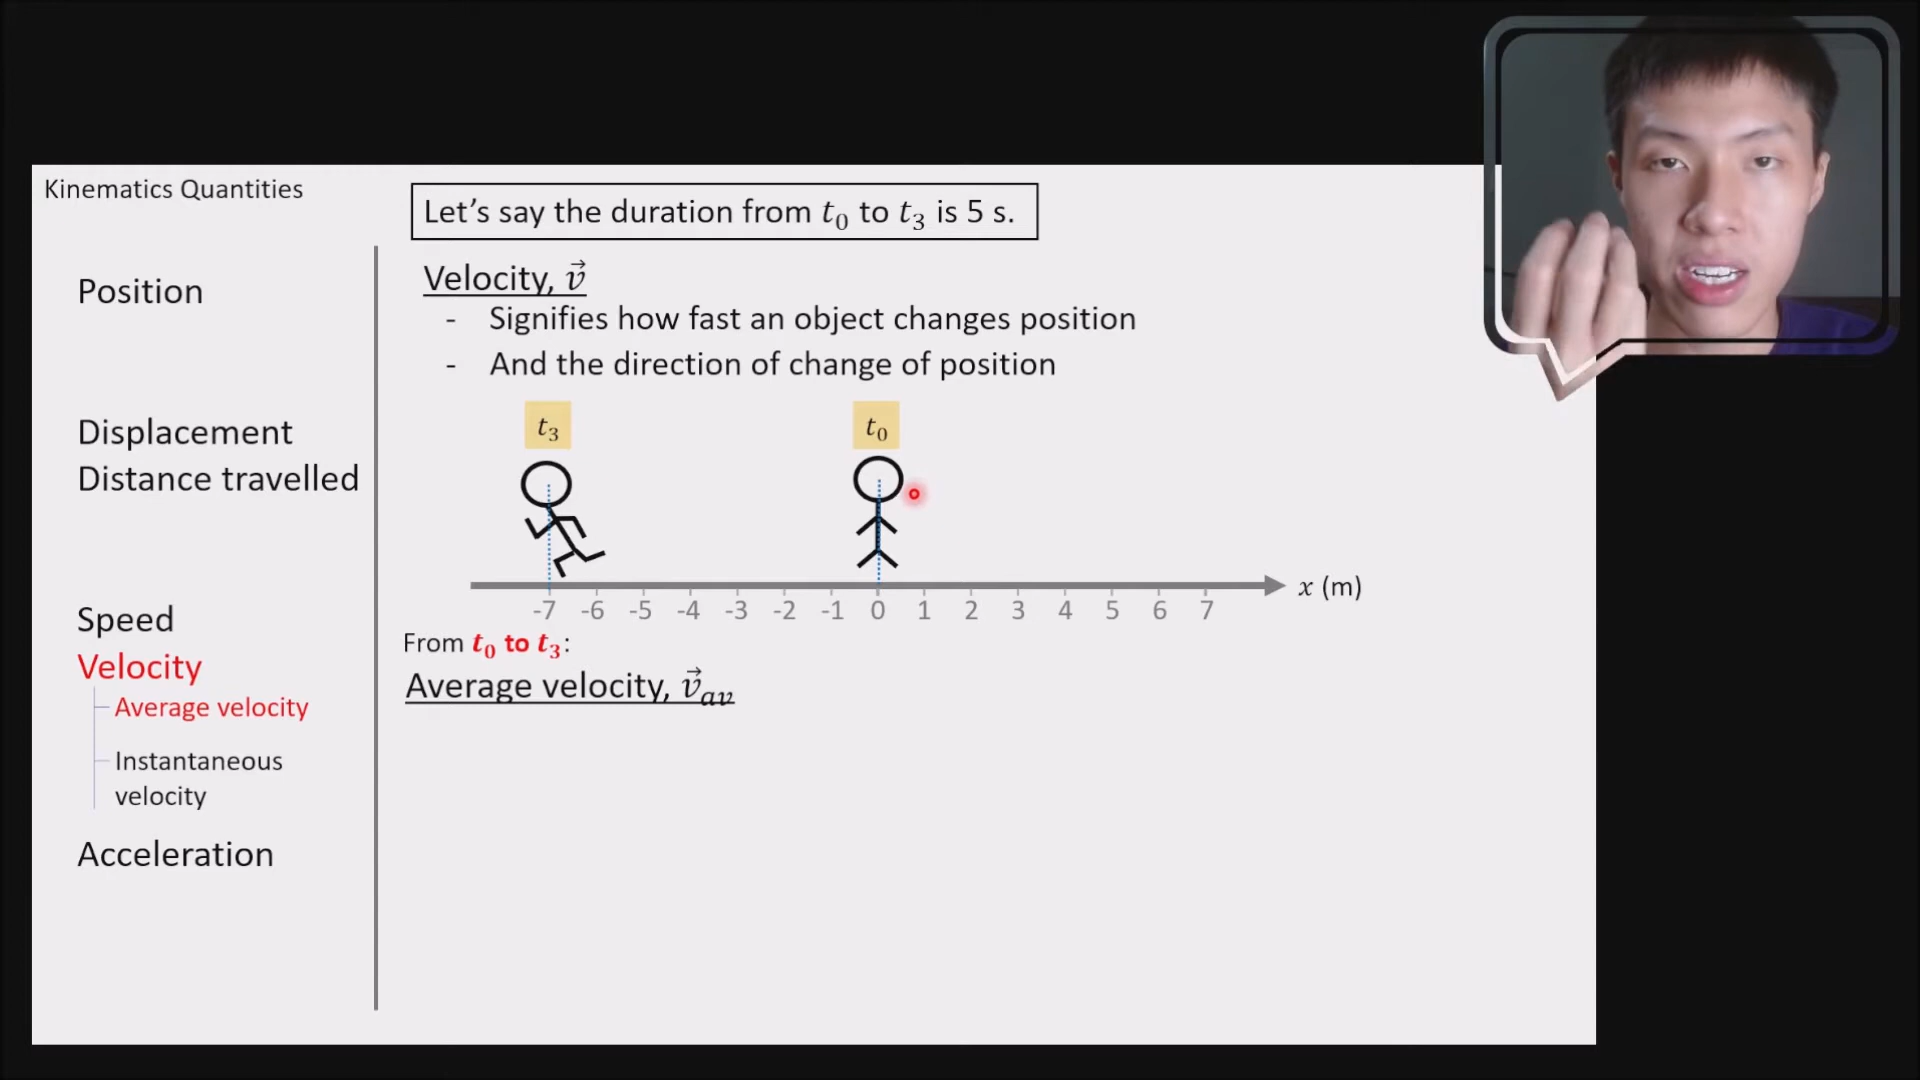 Kinematics Quantities
Let's say the duration from t₀ to t₃ is 5 s.
Position
Displacement
Distance travelled
Speed
Velocity
Average velocity
Instantaneous
velocity
Acceleration
Velocity, v⃗
- Signifies how fast an object changes position
- And the direction of change of position
t₃ t₀
x (m)
-7 -6 -5 -4 -3 -2 -1 0 1 2 3 4 5 6 7
From t₀ to t₃:
Average velocity, v⃗ₐᵥ